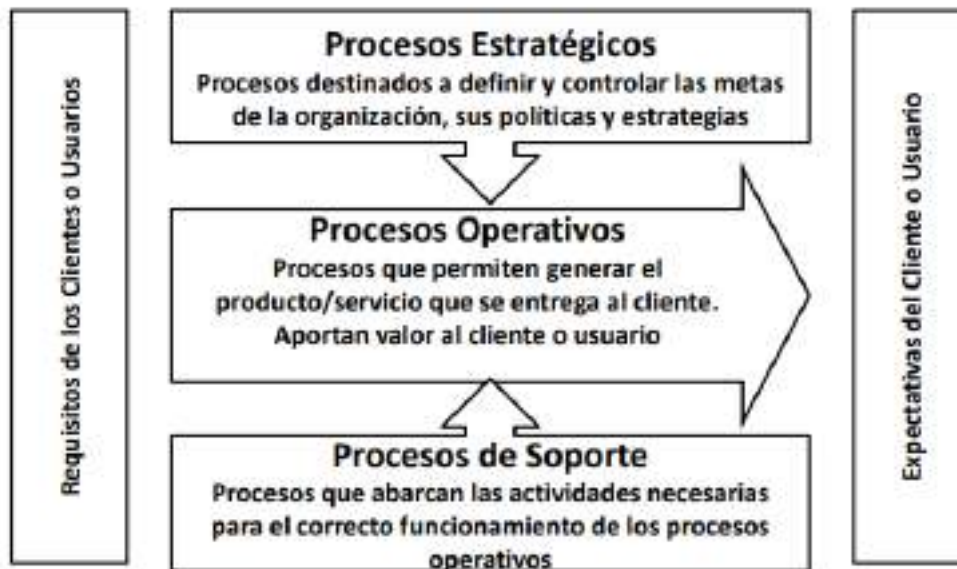 Requisitos de los Clientes o Usuarios
Procesos Estratégicos
Procesos destinados a definir y controlar las metas
de la organización, sus políticas y estrategias
Procesos Operativos
Procesos que permiten generar el
producto/servicio que se entrega al cliente.
Aportan valor al cliente o usuario
Procesos de Soporte
Procesos que abarcan las actividades necesarias
para el correcto funcionamiento de los procesos
operativos
Expectativas del Cliente o Usuario